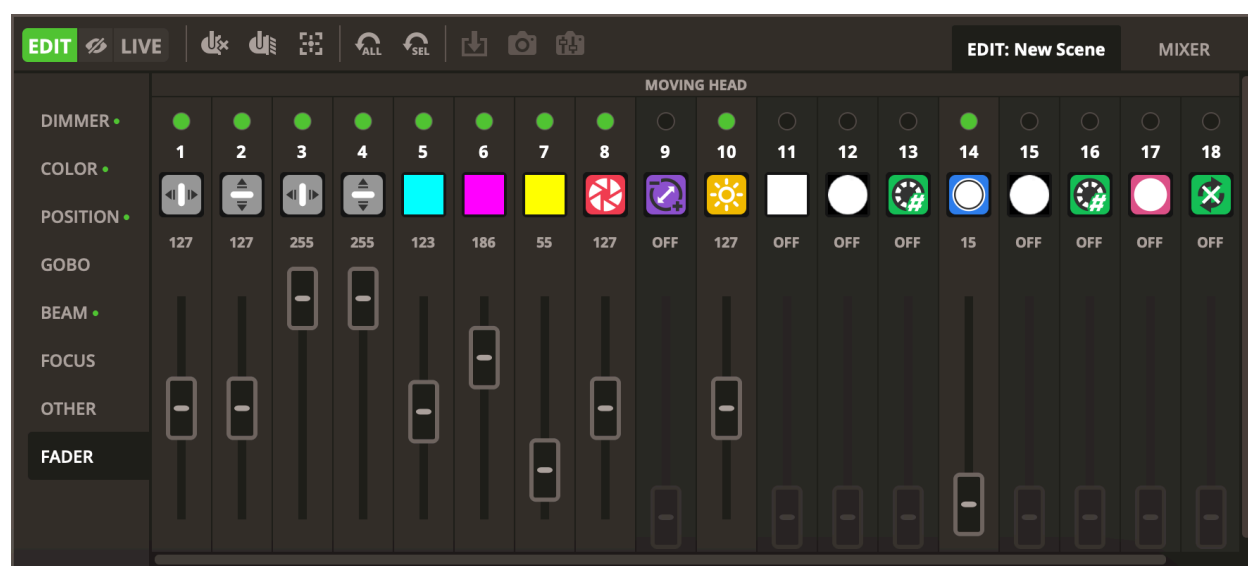 EDIT LIVE ALL SEL EDIT: New Scene MIXER
MOVING HEAD
DIMMER
COLOR
POSITION
GOBO
BEAM
FOCUS
OTHER
FADER
1 2 3 4 5 6 7 8 9 10 11 12 13 14 15 16 17 18
# #
127 127 255 255 123 186 55 127 OFF 127 OFF OFF OFF 15 OFF OFF OFF OFF